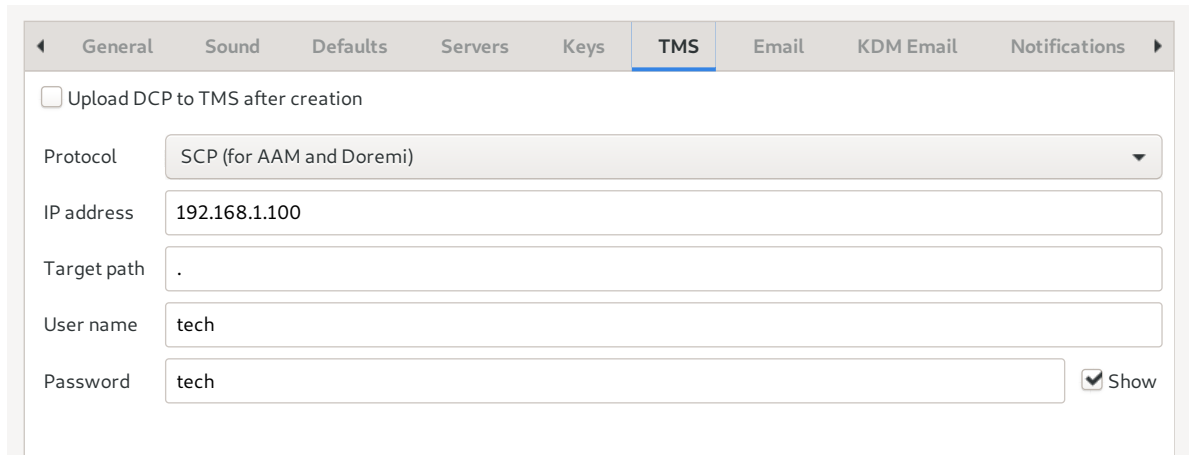 General Sound Defaults Servers Keys TMS Email KDM Email Notifications
Upload DCP to TMS after creation
Protocol SCP (for AAM and Doremi)
IP address 192.168.1.100
Target path .
User name tech
Password tech Show